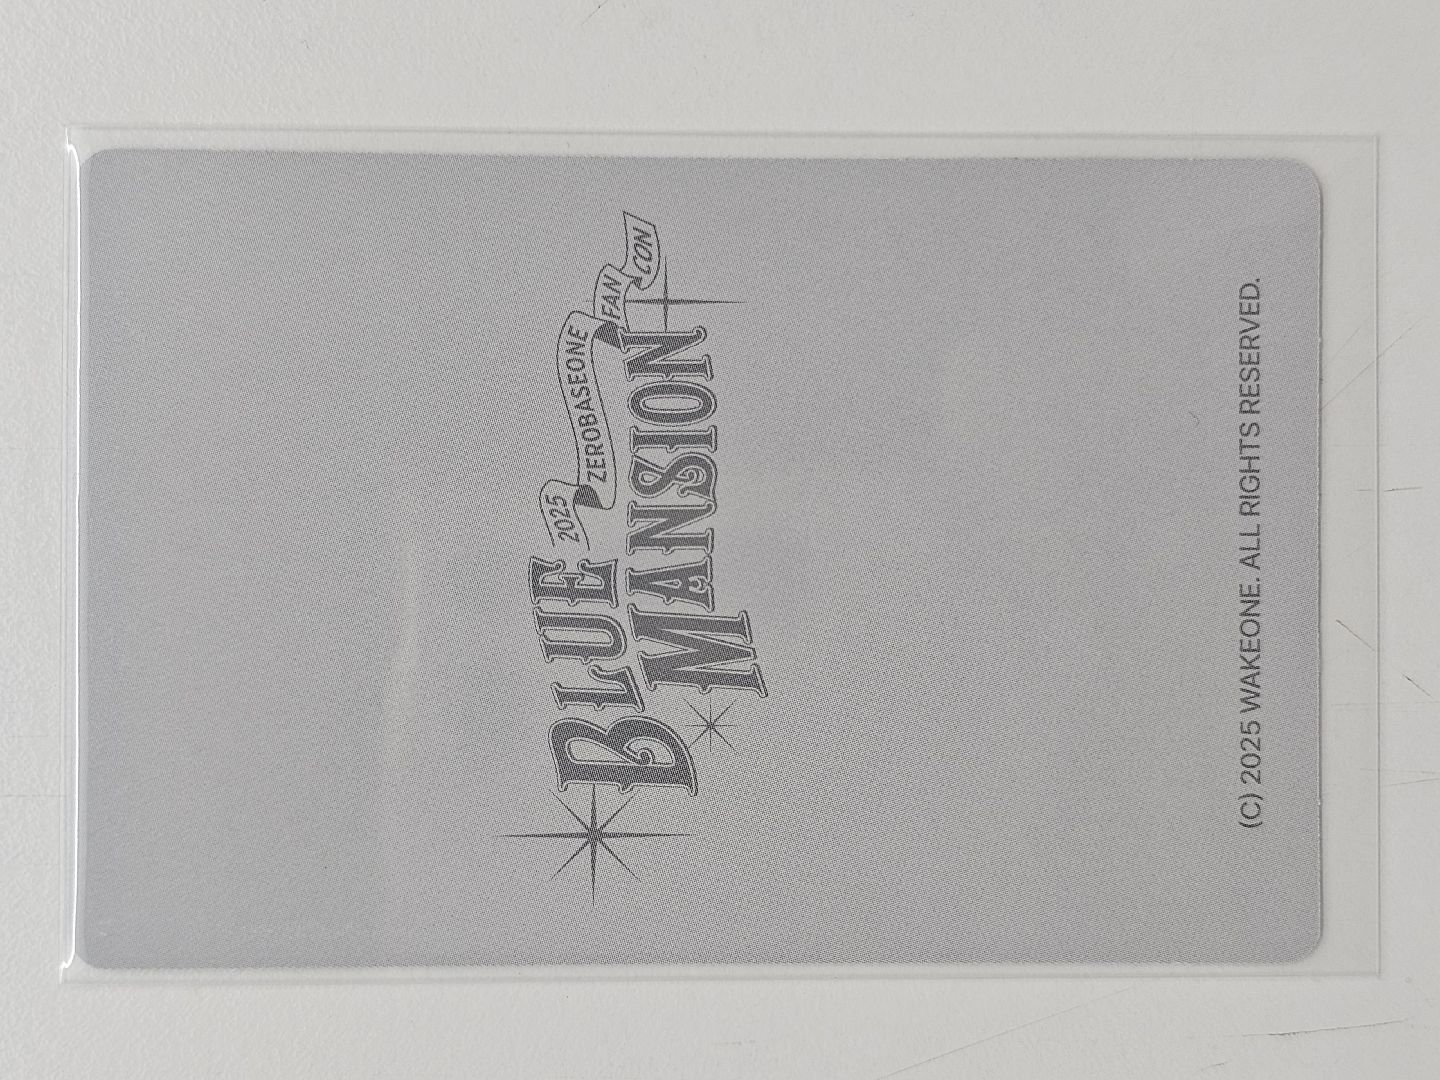 2025 ZEROBASEONE FAN CON
BLUE
MANSION
(C) 2025 WAKEONE. ALL RIGHTS RESERVED.